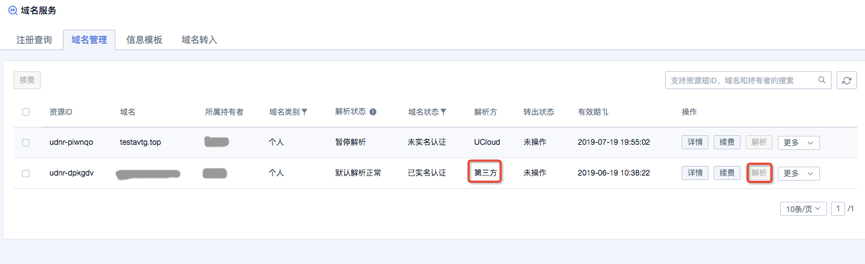 域名服务
注册查询 域名管理 信息模板 域名转入
续费 支持资源短ID、域名和持有者的搜索
资源ID 域名 所属持有者 域名类别 解析状态 域名状态 解析方 转出状态 有效期 操作
udnr-piwnqo testavtg.top 个人 暂停解析 未实名认证 UCloud 未操作 2019-07-19 19:55:02 详情 续费 解析 更多
udnr-dpkgdv 个人 默认解析正常 已实名认证 第三方 未操作 2019-06-19 10:38:22 详情 续费 解析 更多
10条/页 1 /1